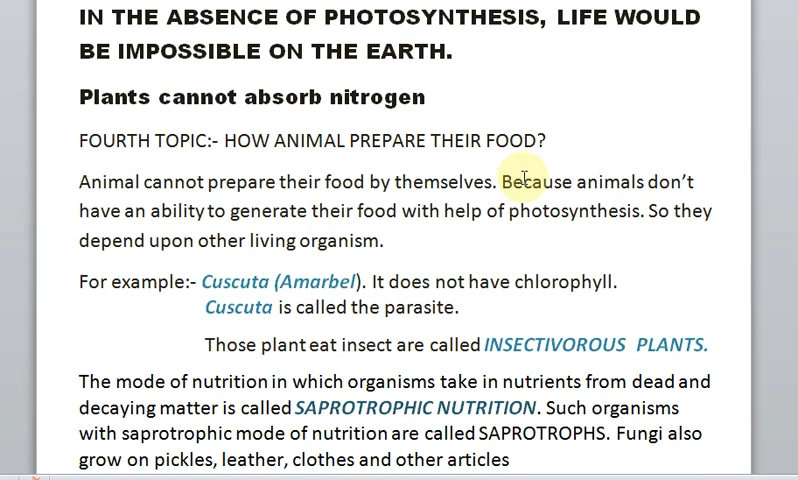 IN THE ABSENCE OF PHOTOSYNTHESIS, LIFE WOULD
BE IMPOSSIBLE ON THE EARTH.
Plants cannot absorb nitrogen
FOURTH TOPIC:- HOW ANIMAL PREPARE THEIR FOOD?
Animal cannot prepare their food by themselves. Because animals don’t
have an ability to generate their food with help of photosynthesis. So they
depend upon other living organism.
For example:- Cuscuta (Amarbel). It does not have chlorophyll.
Cuscuta is called the parasite.
Those plant eat insect are called INSECTIVOROUS PLANTS.
The mode of nutrition in which organisms take in nutrients from dead and
decaying matter is called SAPROTROPHIC NUTRITION. Such organisms
with saprotrophic mode of nutrition are called SAPROTROPHS. Fungi also
grow on pickles, leather, clothes and other articles